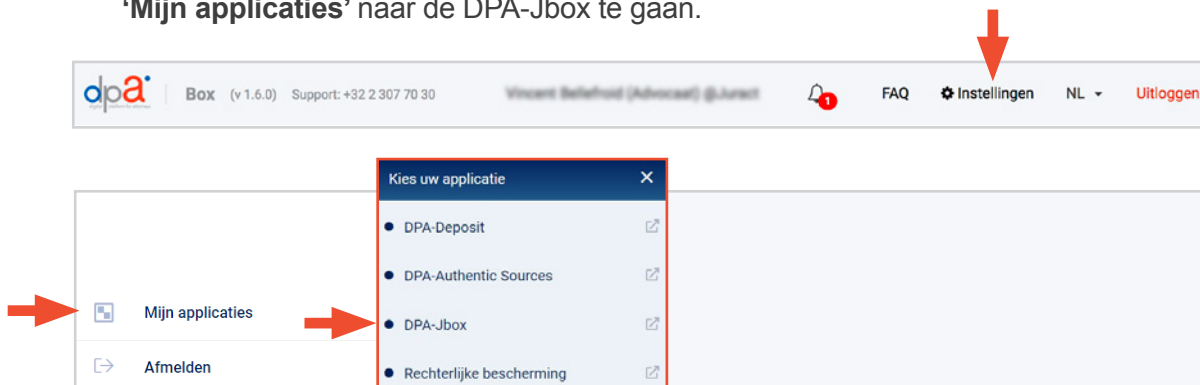 'Mijn applicaties' naar de DPA-Jbox te gaan.
dpa Box (v 1.6.0) Support: +32 2 307 70 30 1 FAQ Instellingen NL Uitloggen
Kies uw applicatie
DPA-Deposit
DPA-Authentic Sources
Mijn applicaties
DPA-Jbox
Afmelden
Rechterlijke bescherming